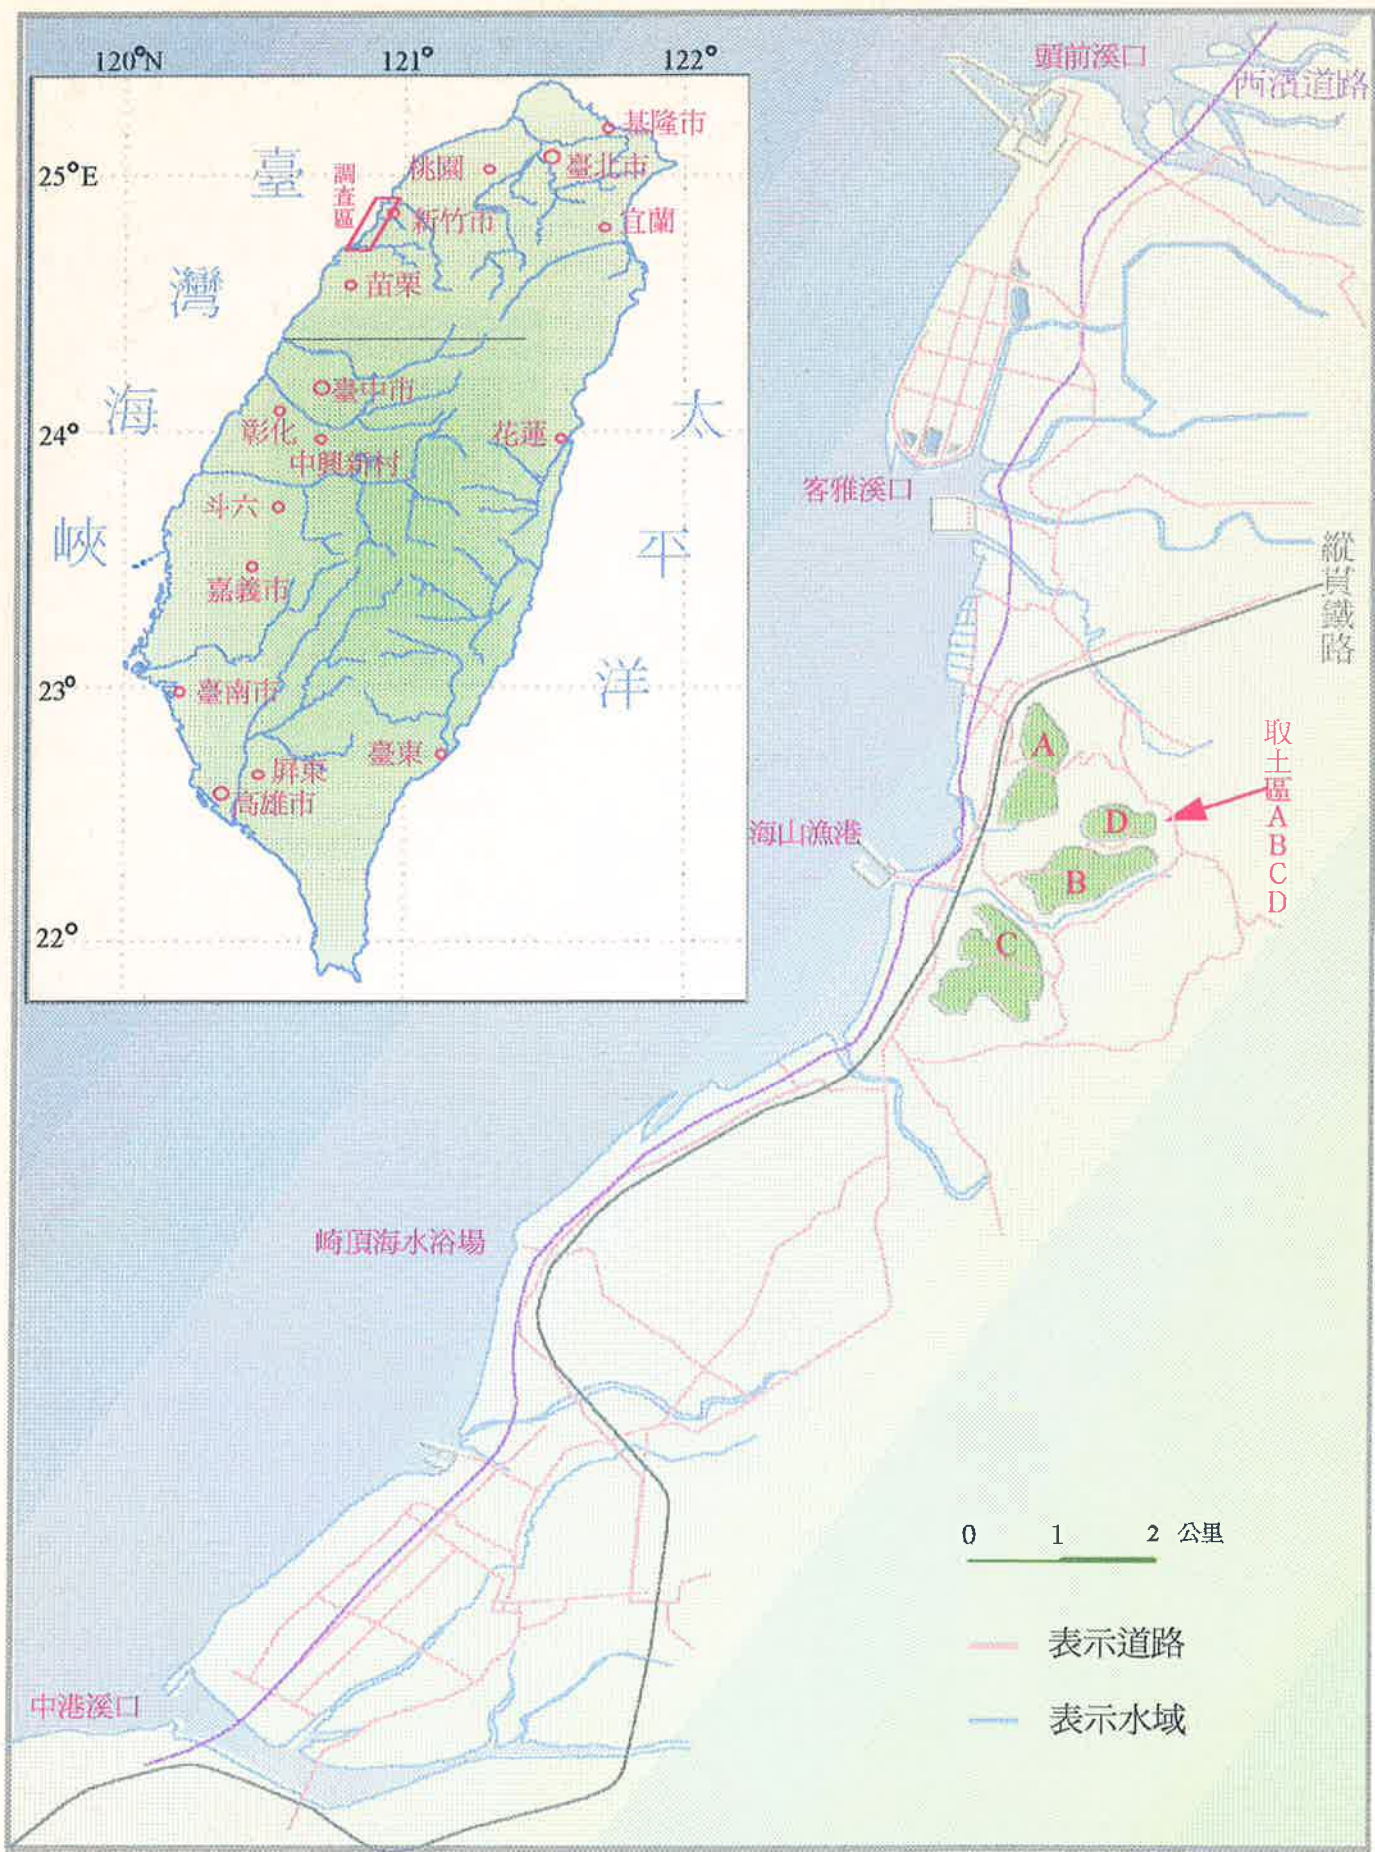 120°N 121° 122°
25°E
24°
23°
22°
臺灣海峽
太平洋
調查區
基隆市
臺北市
桃園
新竹市
宜蘭
苗栗
臺中市
彰化
中興新村
花蓮
斗六
嘉義市
臺南市
臺東
屏東
高雄市
頭前溪口
西濱道路
客雅溪口
縱貫鐵路
A
取土區ABCD
D
海山漁港
B
C
崎頂海水浴場
0 1 2 公里
表示道路
中港溪口
表示水域